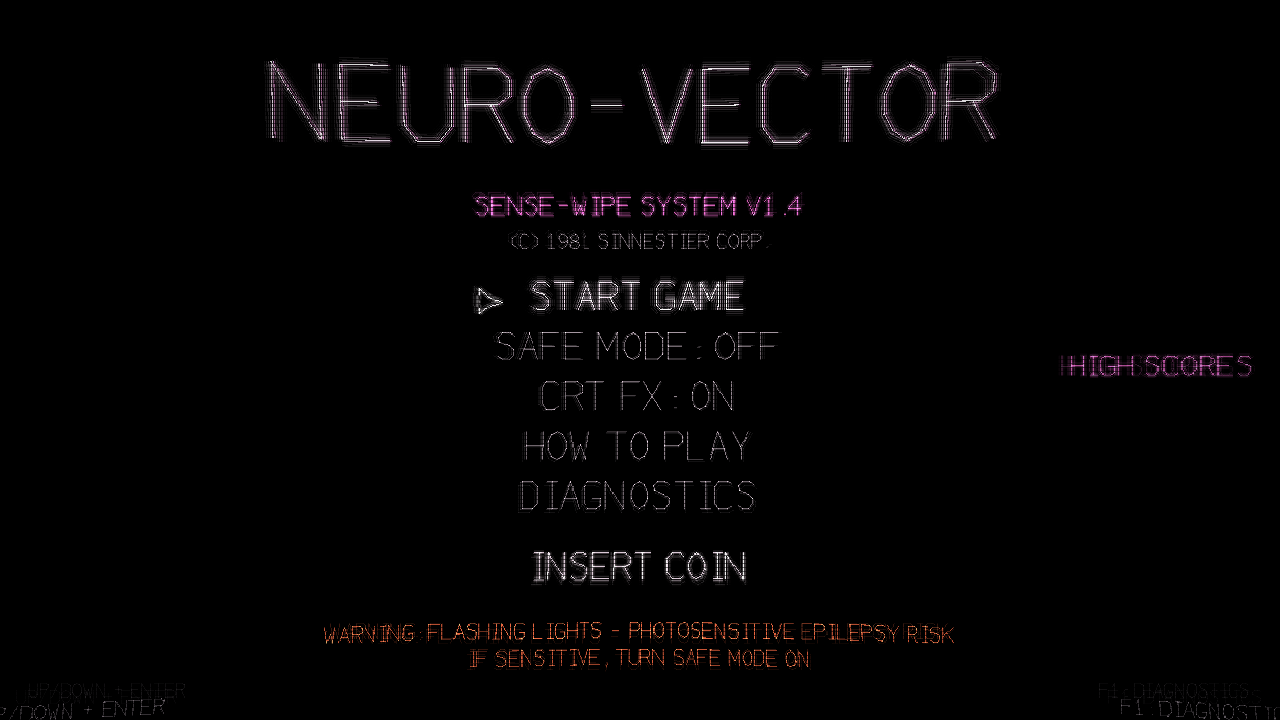 NEURO-VECTOR
SENSE-WIPE SYSTEM V1.4
(C) 1981 SINNESTIER CORP.
START GAME
SAFE MODE: OFF
HIGH SCORES
CRT FX: ON
HOW TO PLAY
DIAGNOSTICS
INSERT COIN
WARNING: FLASHING LIGHTS - PHOTOSENSITIVE EPILEPSY RISK
IF SENSITIVE, TURN SAFE MODE ON
UP/DOWN + ENTER
F1: DIAGNOSTICS